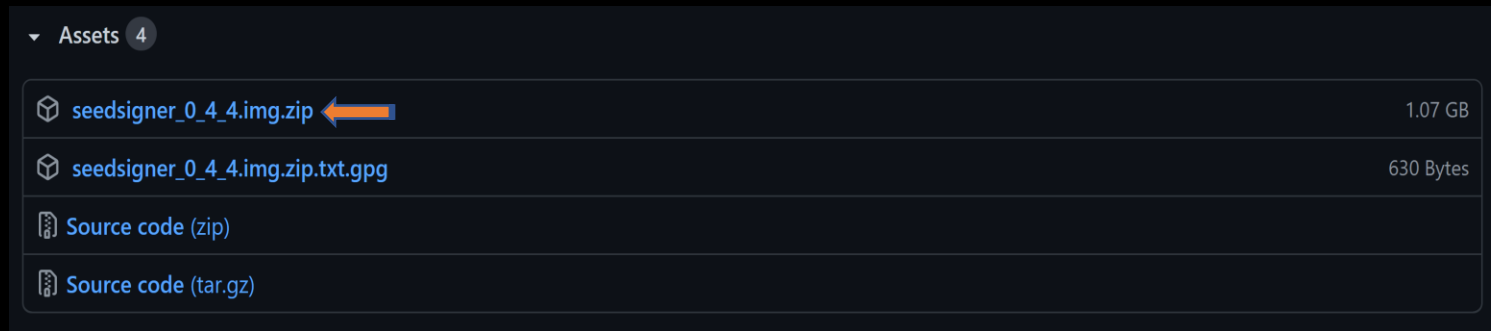 Assets 4
seedsigner_0_4_4.img.zip 1.07 GB
seedsigner_0_4_4.img.zip.txt.gpg 630 Bytes
Source code (zip)
Source code (tar.gz)